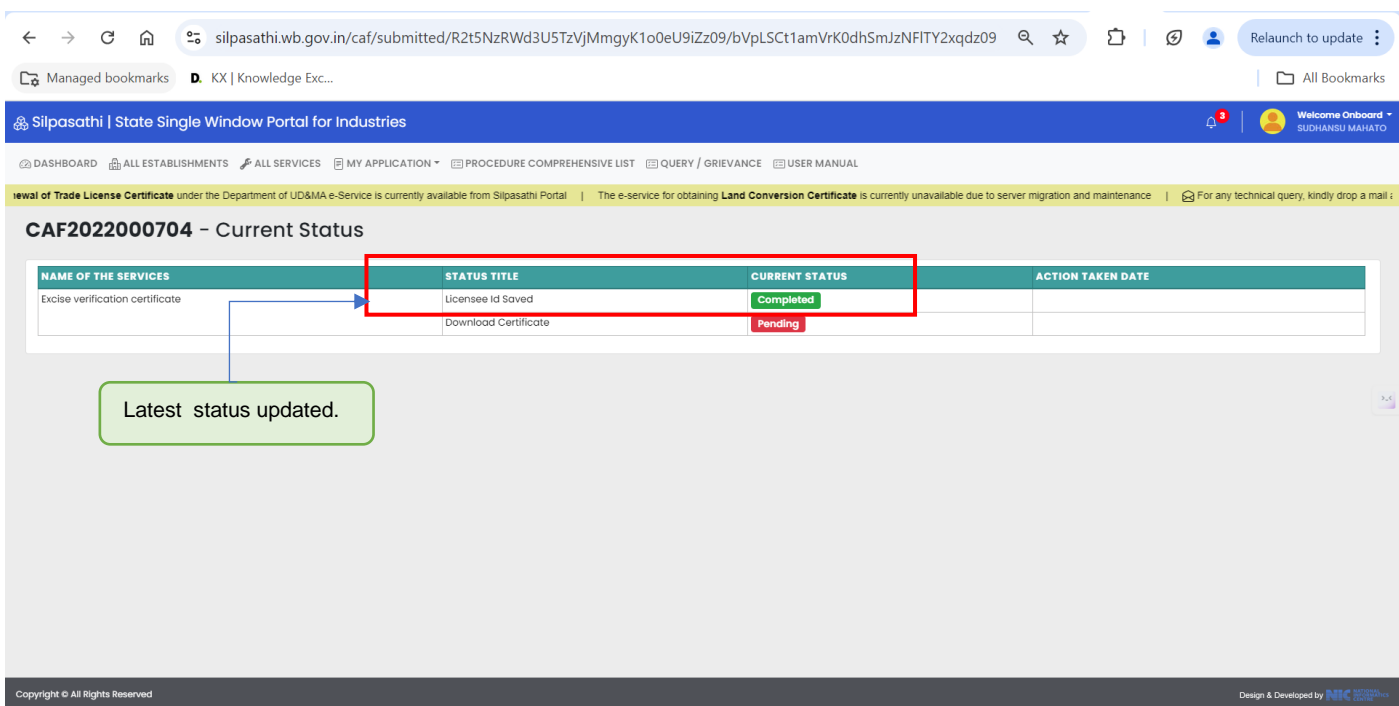 silpasathi.wb.gov.in/caf/submitted/R2t5NzRWd3U5TzVjMmgyK1o0eU9iZz09/bVpLSCt1amVrK0dhSmJzNFlTY2xqdz09
Relaunch to update
Managed bookmarks
D. KX | Knowledge Exc...
All Bookmarks
Silpasathi | State Single Window Portal for Industries
3
Welcome Onboard
SUDHANSU MAHATO
DASHBOARD ALL ESTABLISHMENTS ALL SERVICES MY APPLICATION PROCEDURE COMPREHENSIVE LIST QUERY / GRIEVANCE USER MANUAL
ewal of Trade License Certificate under the Department of UD&MA e-Service is currently available from Silpasathi Portal | The e-service for obtaining Land Conversion Certificate is currently unavailable due to server migration and maintenance | For any technical query, kindly drop a mail a
CAF2022000704 - Current Status
NAME OF THE SERVICES STATUS TITLE CURRENT STATUS ACTION TAKEN DATE
Excise verification certificate Licensee Id Saved Completed
Download Certificate Pending
Latest status updated.
Copyright © All Rights Reserved
Design & Developed by NIC NATIONAL INFORMATICS CENTRE